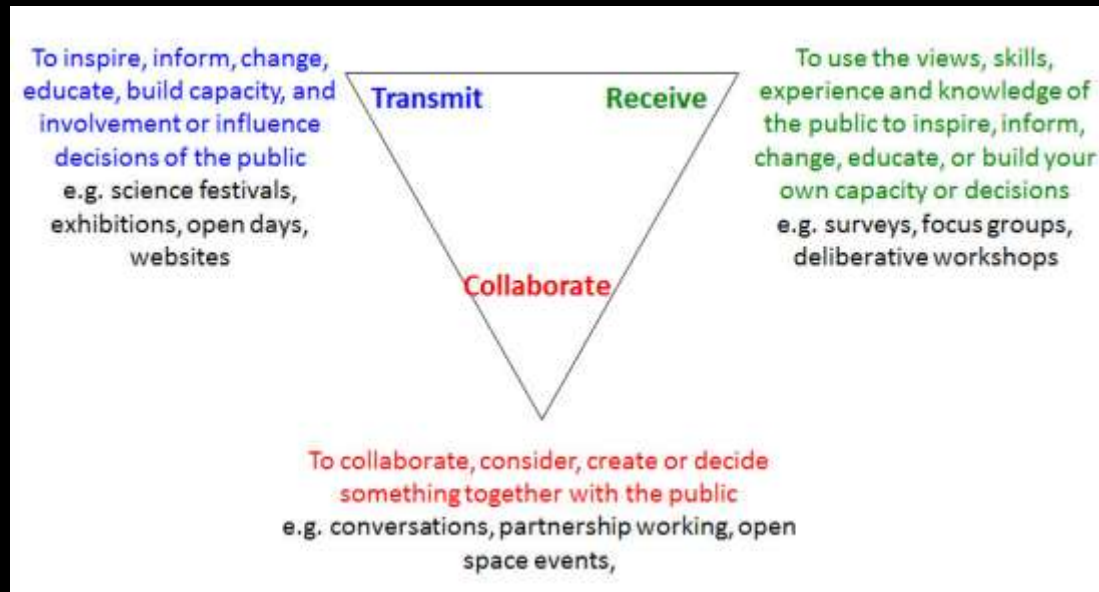 To inspire, inform, change,
educate, build capacity, and
involvement or influence
decisions of the public
e.g. science festivals,
exhibitions, open days,
websites
Transmit
Receive
To use the views, skills,
experience and knowledge of
the public to inspire, inform,
change, educate, or build your
own capacity or decisions
e.g. surveys, focus groups,
deliberative workshops
Collaborate
To collaborate, consider, create or decide
something together with the public
e.g. conversations, partnership working, open
space events,